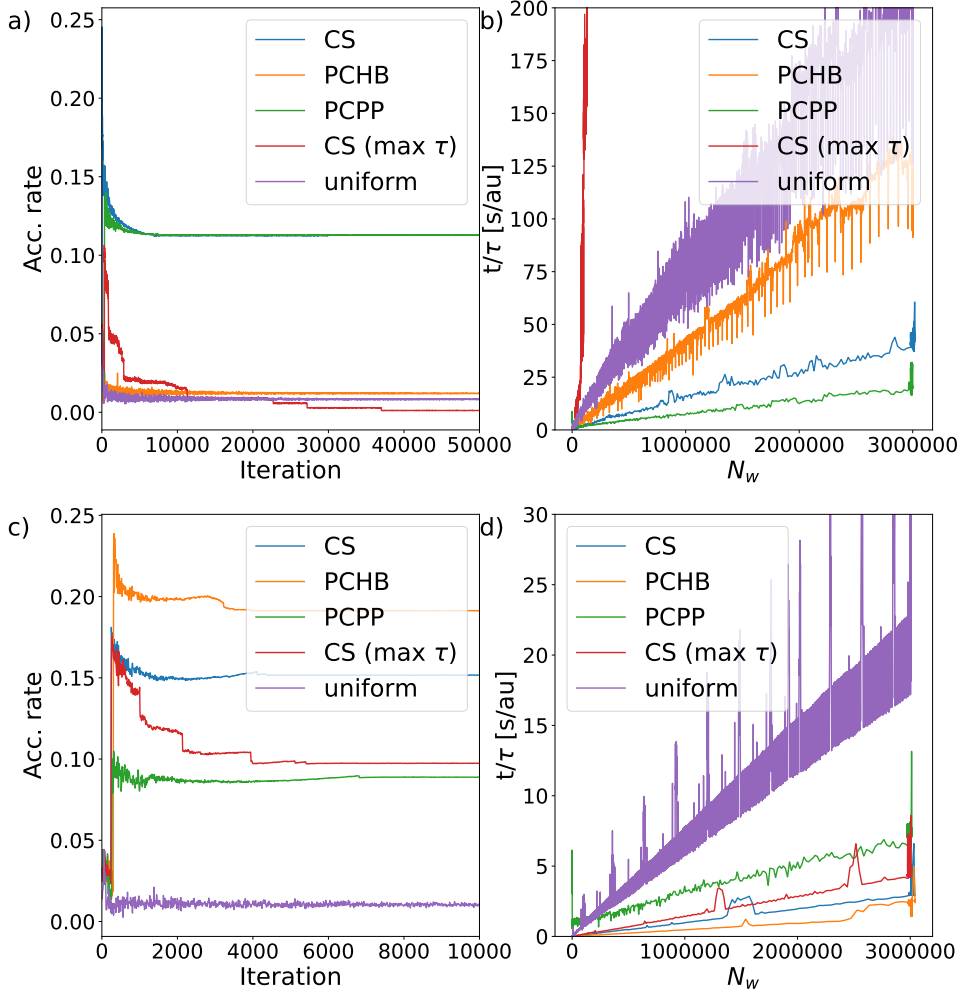 a)
0.25
0.20
0.15
0.10
0.05
0.00
Acc. rate
0 10000 20000 30000 40000 50000
Iteration
CS
PCHB
PCPP
CS (max τ)
uniform
b)
200
175
150
125
100
75
50
25
0
t/τ [s/au]
0 1000000 2000000 3000000
N_w
CS
PCHB
PCPP
CS (max τ)
uniform
c)
0.25
0.20
0.15
0.10
0.05
0.00
Acc. rate
0 2000 4000 6000 8000 10000
Iteration
CS
PCHB
PCPP
CS (max τ)
uniform
d)
30
25
20
15
10
5
0
t/τ [s/au]
0 1000000 2000000 3000000
N_w
CS
PCHB
PCPP
CS (max τ)
uniform